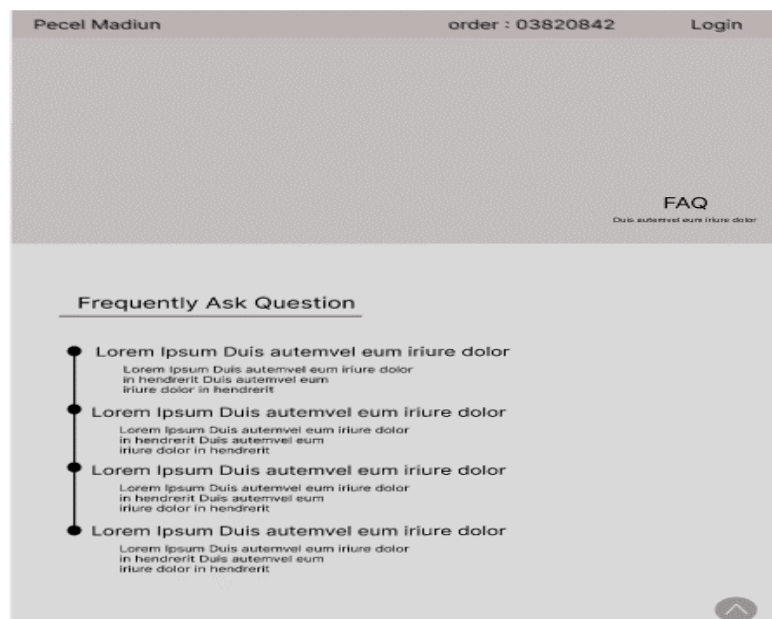 Pecel Madiun order : 03820842 Login
FAQ
Duis autemvel eum iriure dolor
Frequently Ask Question
Lorem Ipsum Duis autemvel eum iriure dolor
Lorem Ipsum Duis autemvel eum iriure dolor
in hendrerit Duis autemvel eum
iriure dolor in hendrerit
Lorem Ipsum Duis autemvel eum iriure dolor
Lorem Ipsum Duis autemvel eum iriure dolor
in hendrerit Duis autemvel eum
iriure dolor in hendrerit
Lorem Ipsum Duis autemvel eum iriure dolor
Lorem Ipsum Duis autemvel eum iriure dolor
in hendrerit Duis autemvel eum
iriure dolor in hendrerit
Lorem Ipsum Duis autemvel eum iriure dolor
Lorem Ipsum Duis autemvel eum iriure dolor
in hendrerit Duis autemvel eum
iriure dolor in hendrerit